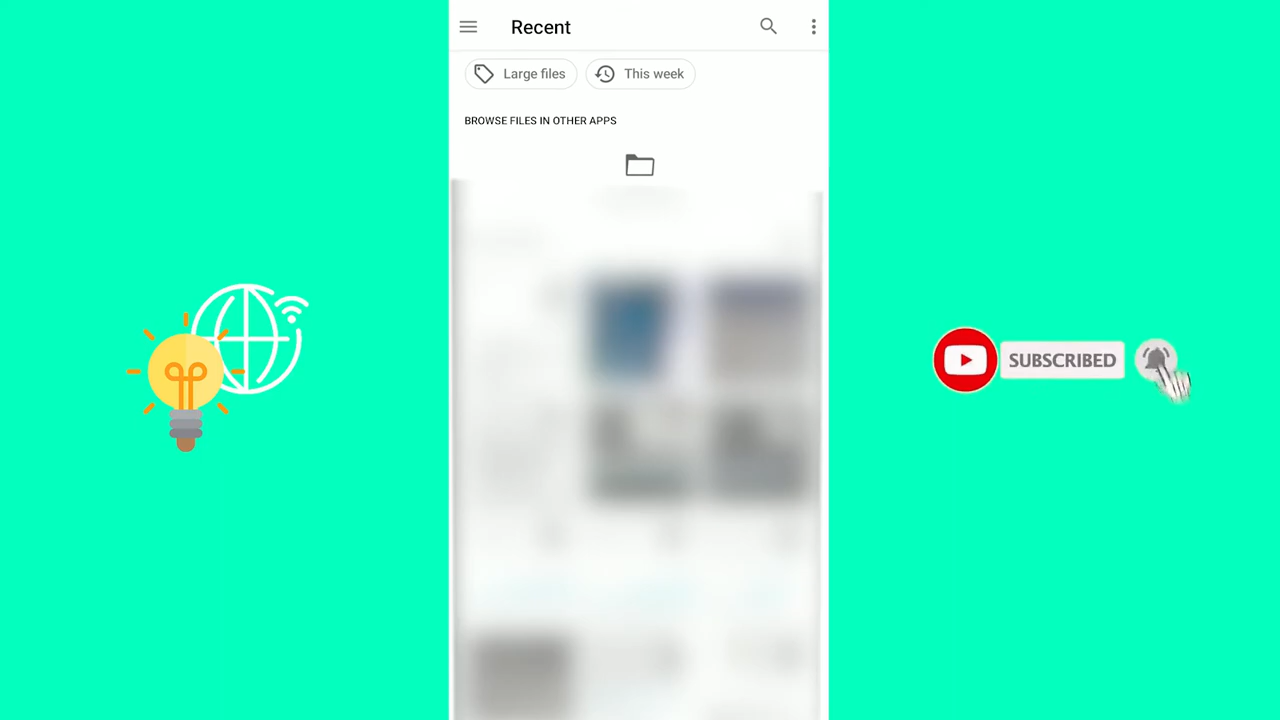 Recent
Large files
This week
BROWSE FILES IN OTHER APPS
SUBSCRIBED